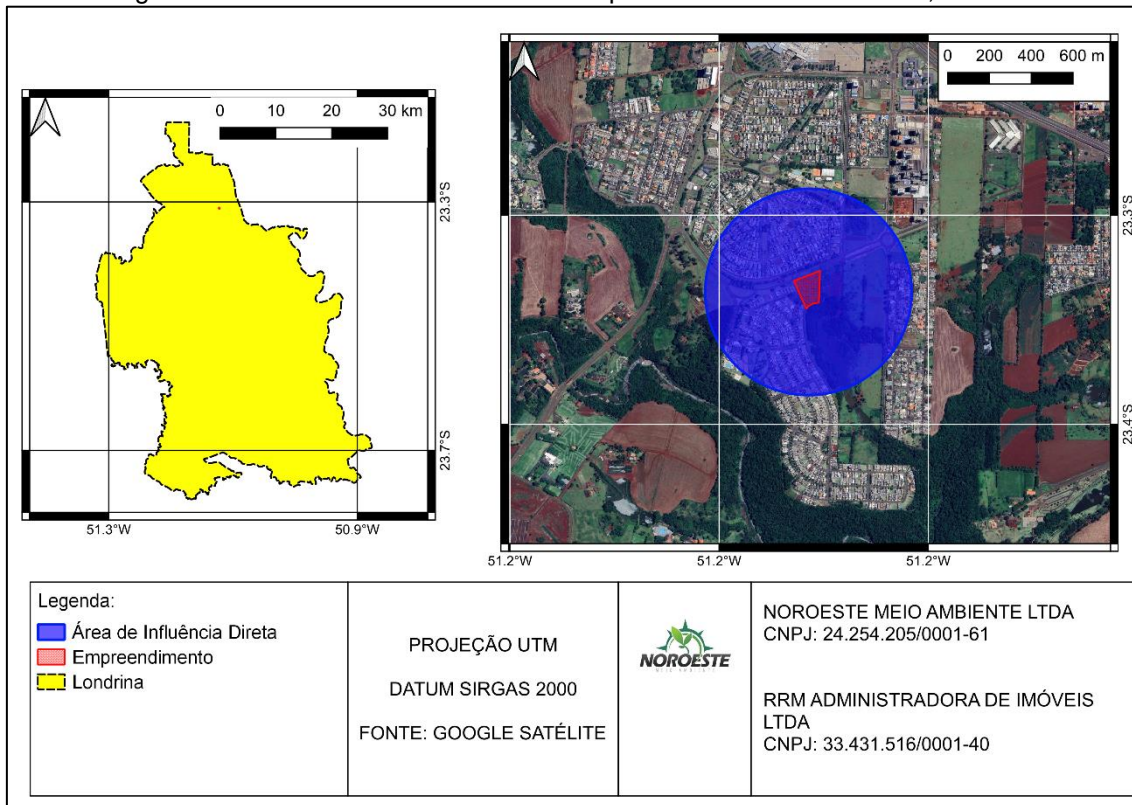 0 10 20 30 km
23.3°S
23.7°S
51.3°W 50.9°W
0 200 400 600 m
23.3°S
23.4°S
51.2°W 51.2°W 51.2°W
Legenda:
Área de Influência Direta
Empreendimento
Londrina
PROJEÇÃO UTM
DATUM SIRGAS 2000
FONTE: GOOGLE SATÉLITE
NOROESTE
NOROESTE MEIO AMBIENTE LTDA
CNPJ: 24.254.205/0001-61
RRM ADMINISTRADORA DE IMÓVEIS
LTDA
CNPJ: 33.431.516/0001-40